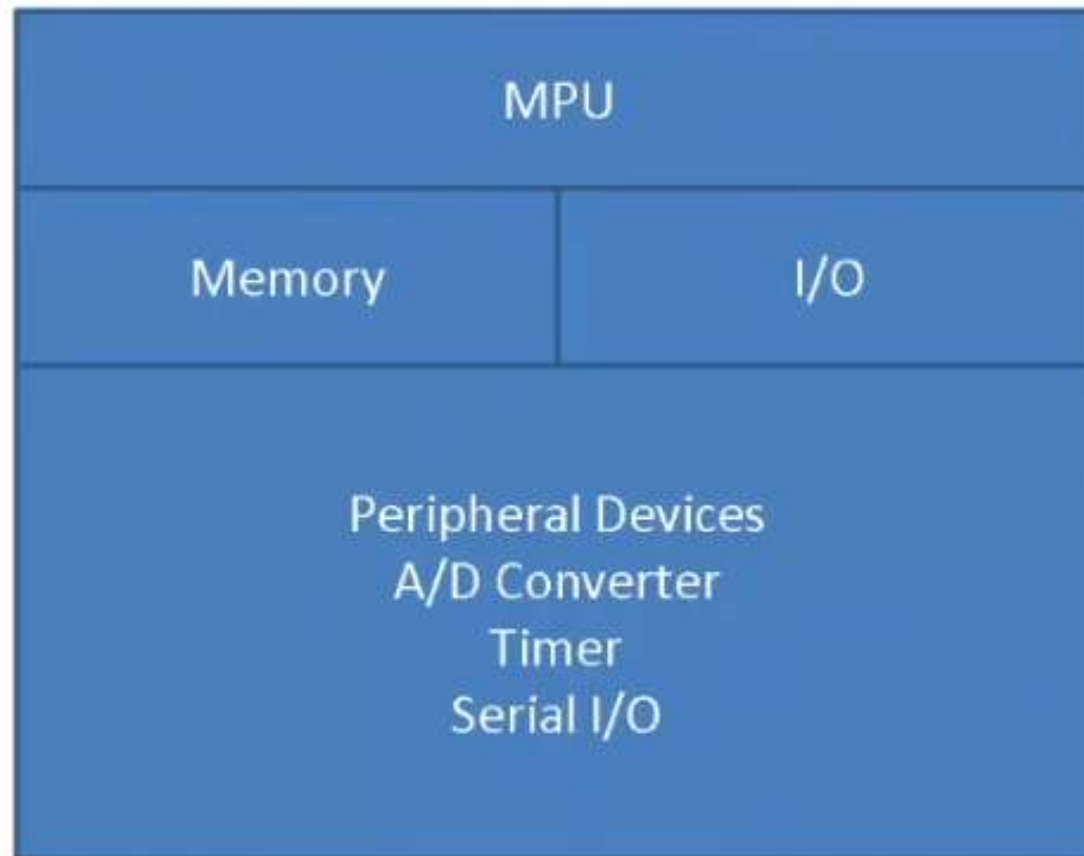 MPU
Memory
I/O
Peripheral Devices
A/D Converter
Timer
Serial I/O